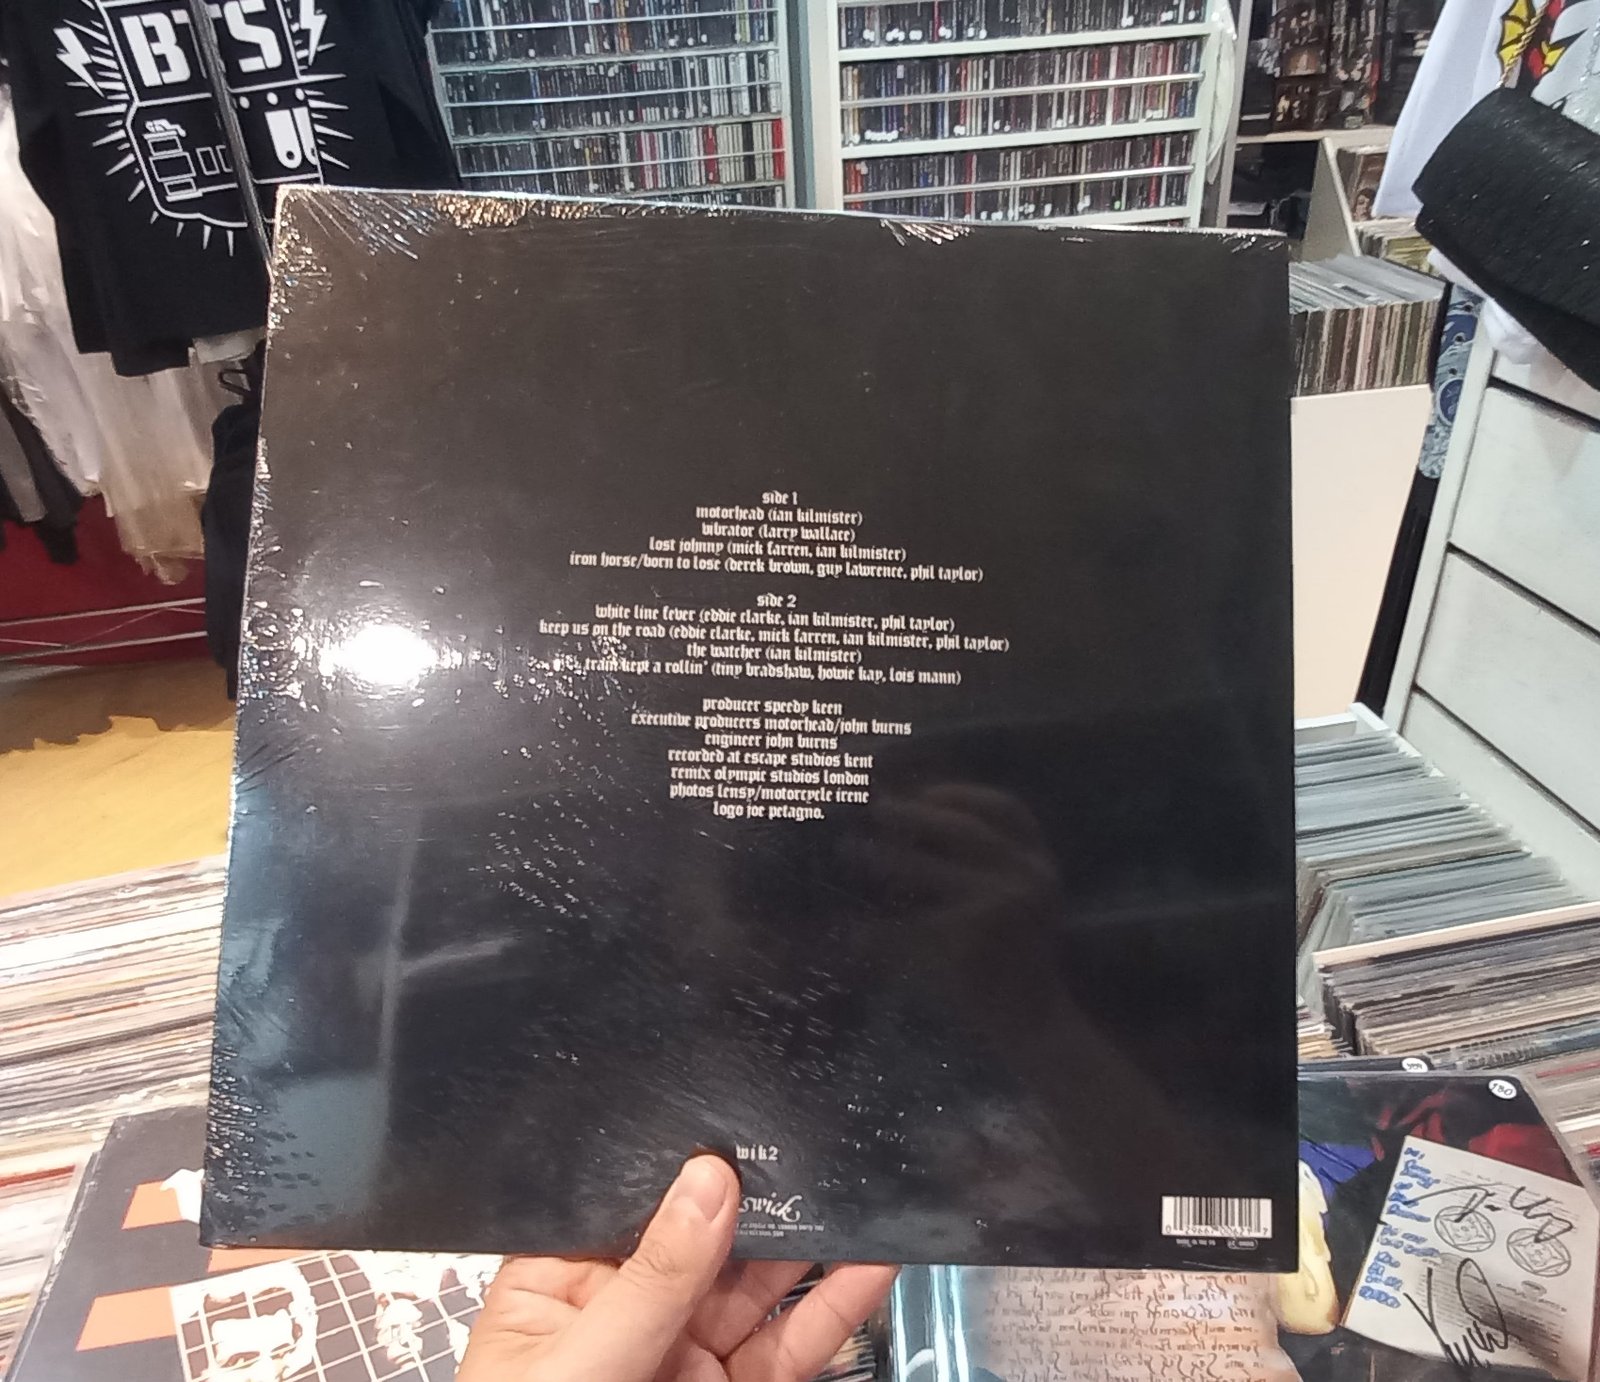 BTS
side 1
motorhead (ian kilmister)
vibrator (larry wallace)
lost johnny (mick farren, ian kilmister)
iron horse/born to lose (derek brown, guy lawrence, phil taylor)
side 2
white line fever (eddie clarke, ian kilmister, phil taylor)
keep us on the road (eddie clarke, mick farren, ian kilmister, phil taylor)
the watcher (ian kilmister)
train kept a rollin' (tiny bradshaw, howie kay, lois mann)
producer speedy keen
executive producers motorhead/john burns
engineer john burns
recorded at escape studios kent
remix olympic studios london
photos lensy/motorcycle irene
logo joe petagno.
wik2
swick
130